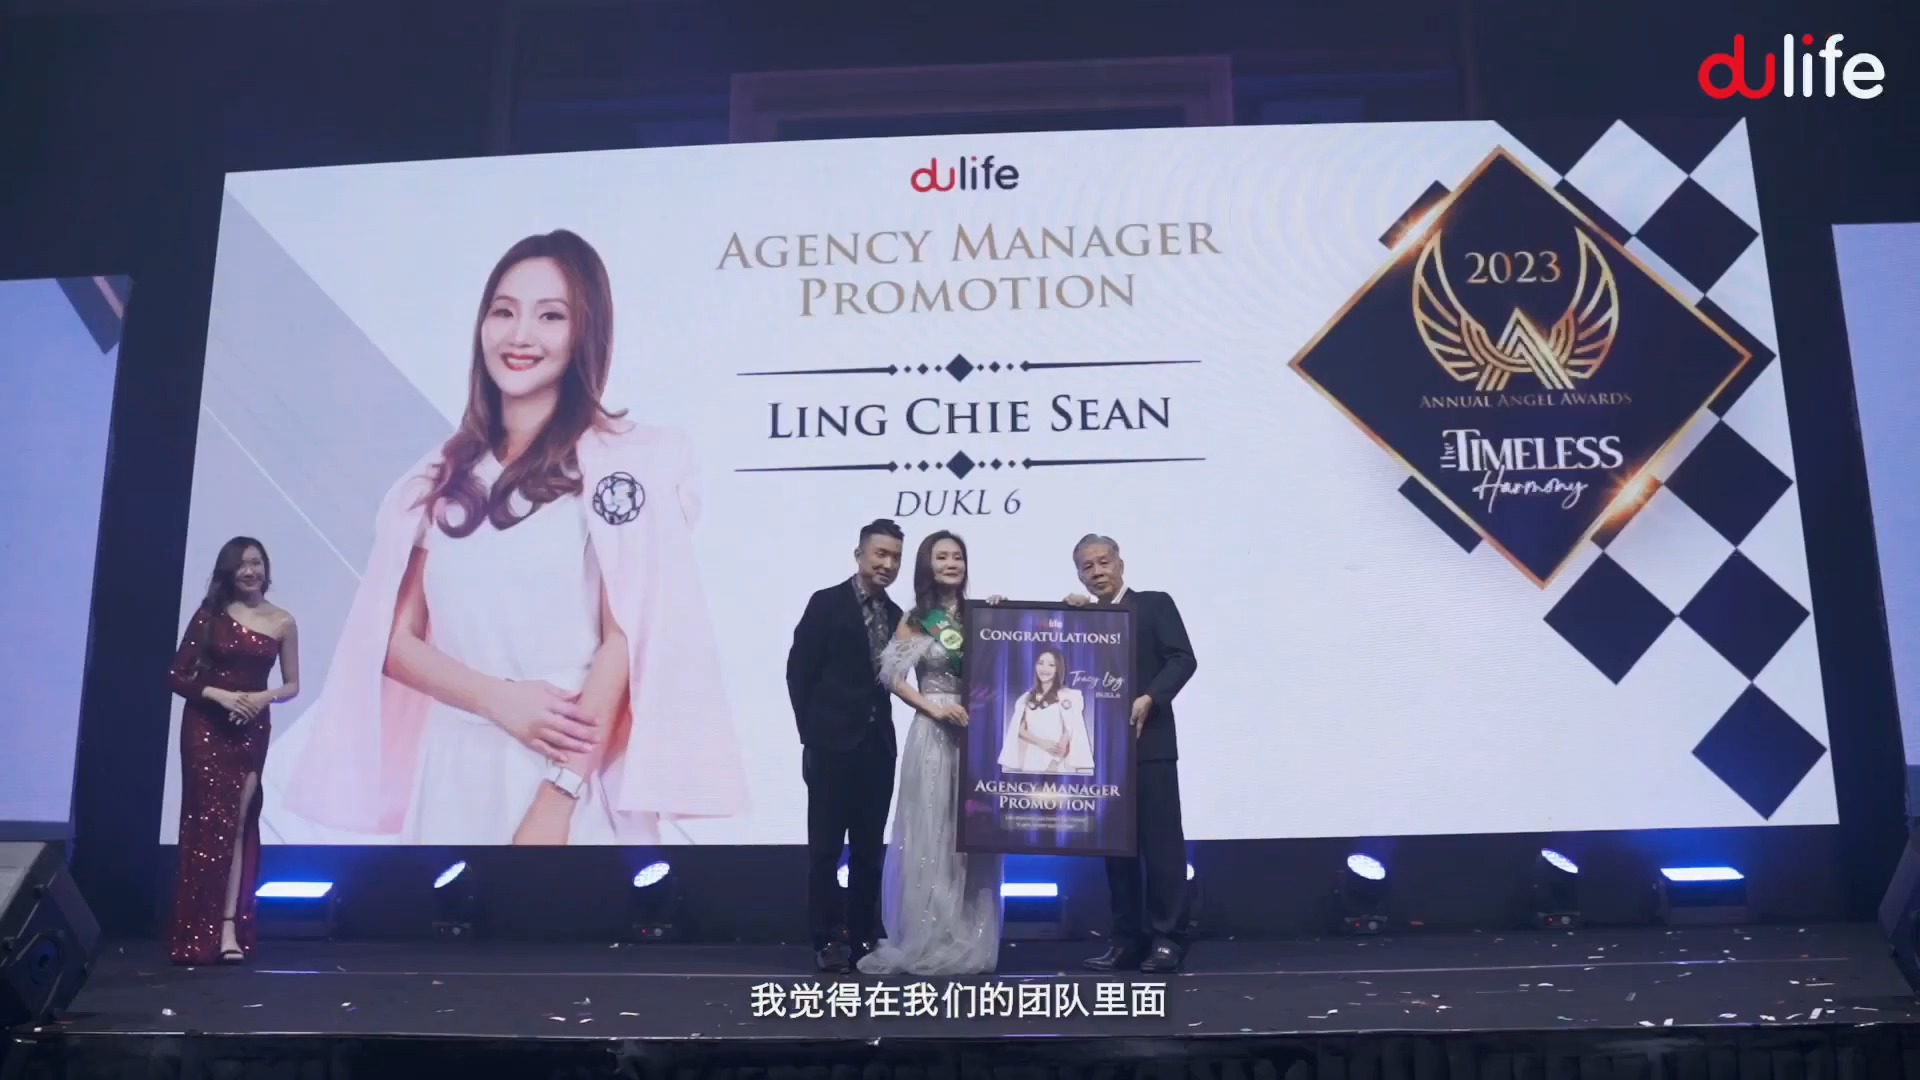 dulife
dulife
AGENCY MANAGER
PROMOTION
LING CHIE SEAN
DUKL 6
2023
ANNUAL ANGEL AWARDS
The TIMELESS
Harmony
CONGRATULATIONS!
Tracy Ling
AGENCY MANAGER
PROMOTION
我觉得在我们的团队里面